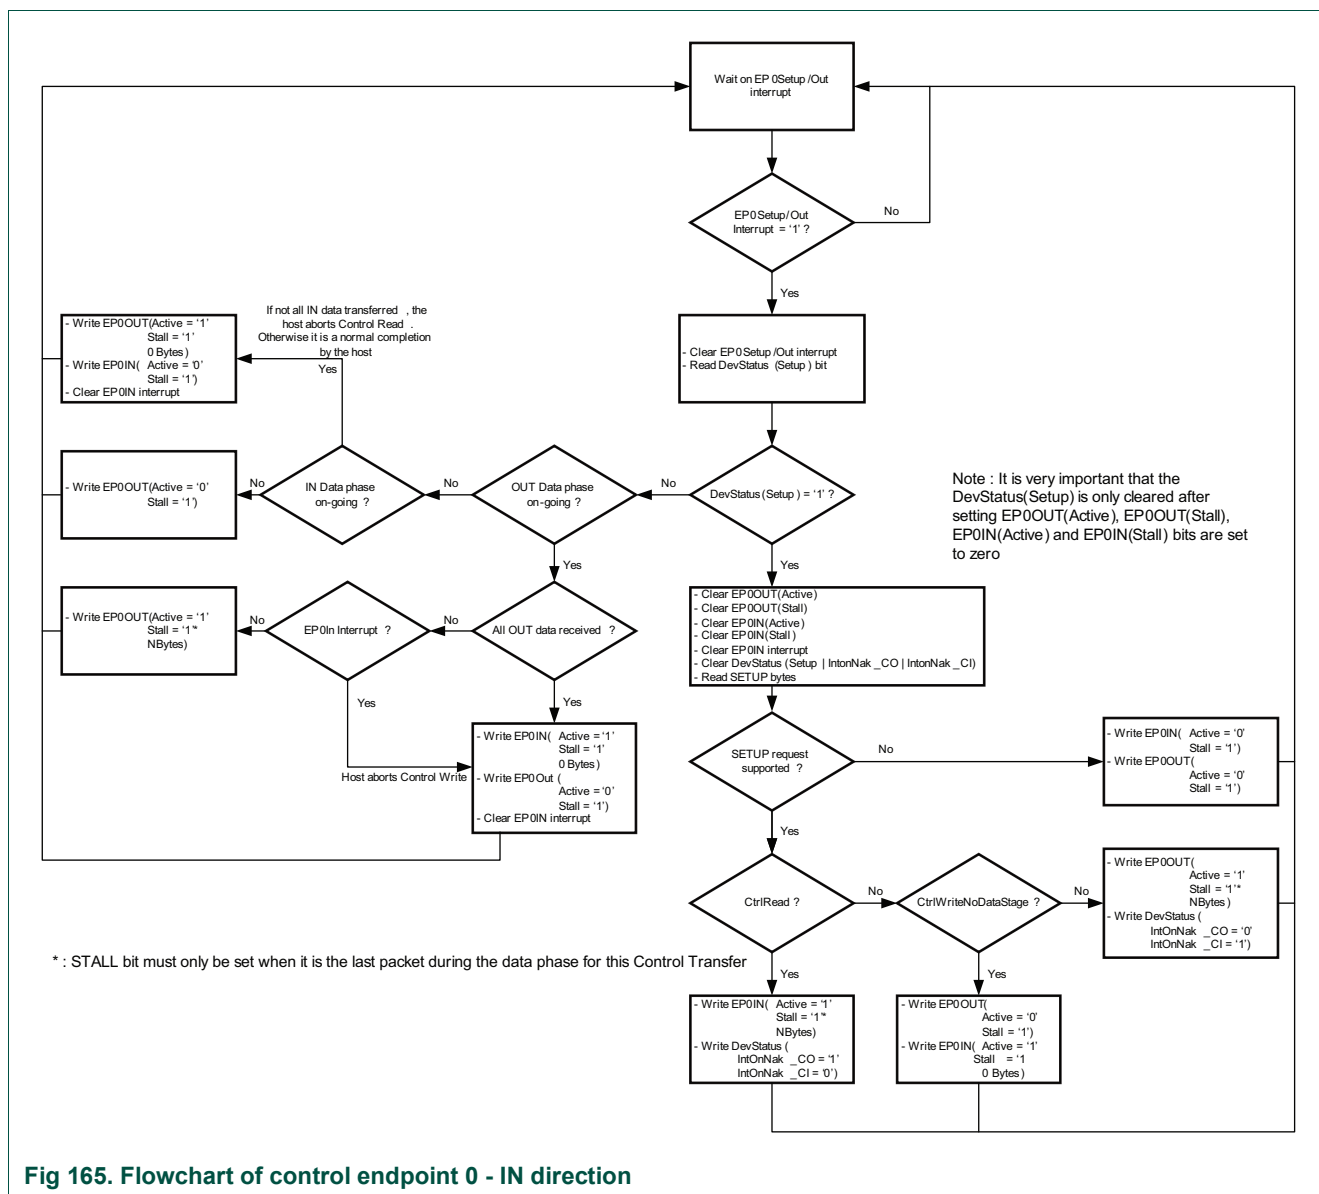 Wait on EP 0Setup /Out
interrupt
EP0Setup/Out
Interrupt = ‘1’ ?
No
Yes
- Clear EP0Setup /Out interrupt
- Read DevStatus (Setup ) bit
If not all IN data transferred , the
host aborts Control Read .
Otherwise it is a normal completion
by the host
Yes
- Write EP0OUT(Active = ‘1’
Stall = ‘1’
0 Bytes)
- Write EP0IN( Active = ‘0’
Stall = ‘1’)
- Clear EP0IN interrupt
DevStatus(Setup ) = ‘1’ ?
No
OUT Data phase
on-going ?
No
IN Data phase
on-going ?
No
- Write EP0OUT(Active = ‘0’
Stall = ‘1’)
Note : It is very important that the
DevStatus(Setup) is only cleared after
setting EP0OUT(Active), EP0OUT(Stall),
EP0IN(Active) and EP0IN(Stall) bits are set
to zero
Yes
Yes
All OUT data received ?
No
EP0In Interrupt ?
No
- Write EP0OUT(Active = ‘1’
Stall = ‘1’*
NBytes)
- Clear EP0OUT(Active)
- Clear EP0OUT(Stall)
- Clear EP0IN(Active)
- Clear EP0IN(Stall)
- Clear EP0IN interrupt
- Clear DevStatus (Setup | IntonNak _CO | IntonNak _CI)
- Read SETUP bytes
Yes
Yes
Host aborts Control Write
- Write EP0IN( Active = ‘1’
Stall = ‘1’
0 Bytes)
- Write EP0Out (
Active = ‘0’
Stall = ‘1’)
- Clear EP0IN interrupt
SETUP request
supported ?
No
- Write EP0IN( Active = ‘0’
Stall = ‘1’)
- Write EP0OUT(
Active = ‘0’
Stall = ‘1’)
Yes
CtrlRead ?
No
CtrlWriteNoDataStage ?
No
- Write EP0OUT(
Active = ‘1’
Stall = ‘1’*
NBytes)
- Write DevStatus (
IntOnNak _CO = ‘0’
IntOnNak _CI = ‘1’)
* : STALL bit must only be set when it is the last packet during the data phase for this Control Transfer
Yes
Yes
- Write EP0IN( Active = ‘1’
Stall = ‘1’*
NBytes)
- Write DevStatus (
IntOnNak _CO = ‘1’
IntOnNak _CI = ‘0’)
- Write EP0OUT(
Active = ‘0’
Stall = ‘1’)
- Write EP0IN( Active = ‘1’
Stall = ‘1
0 Bytes)
Fig 165. Flowchart of control endpoint 0 - IN direction